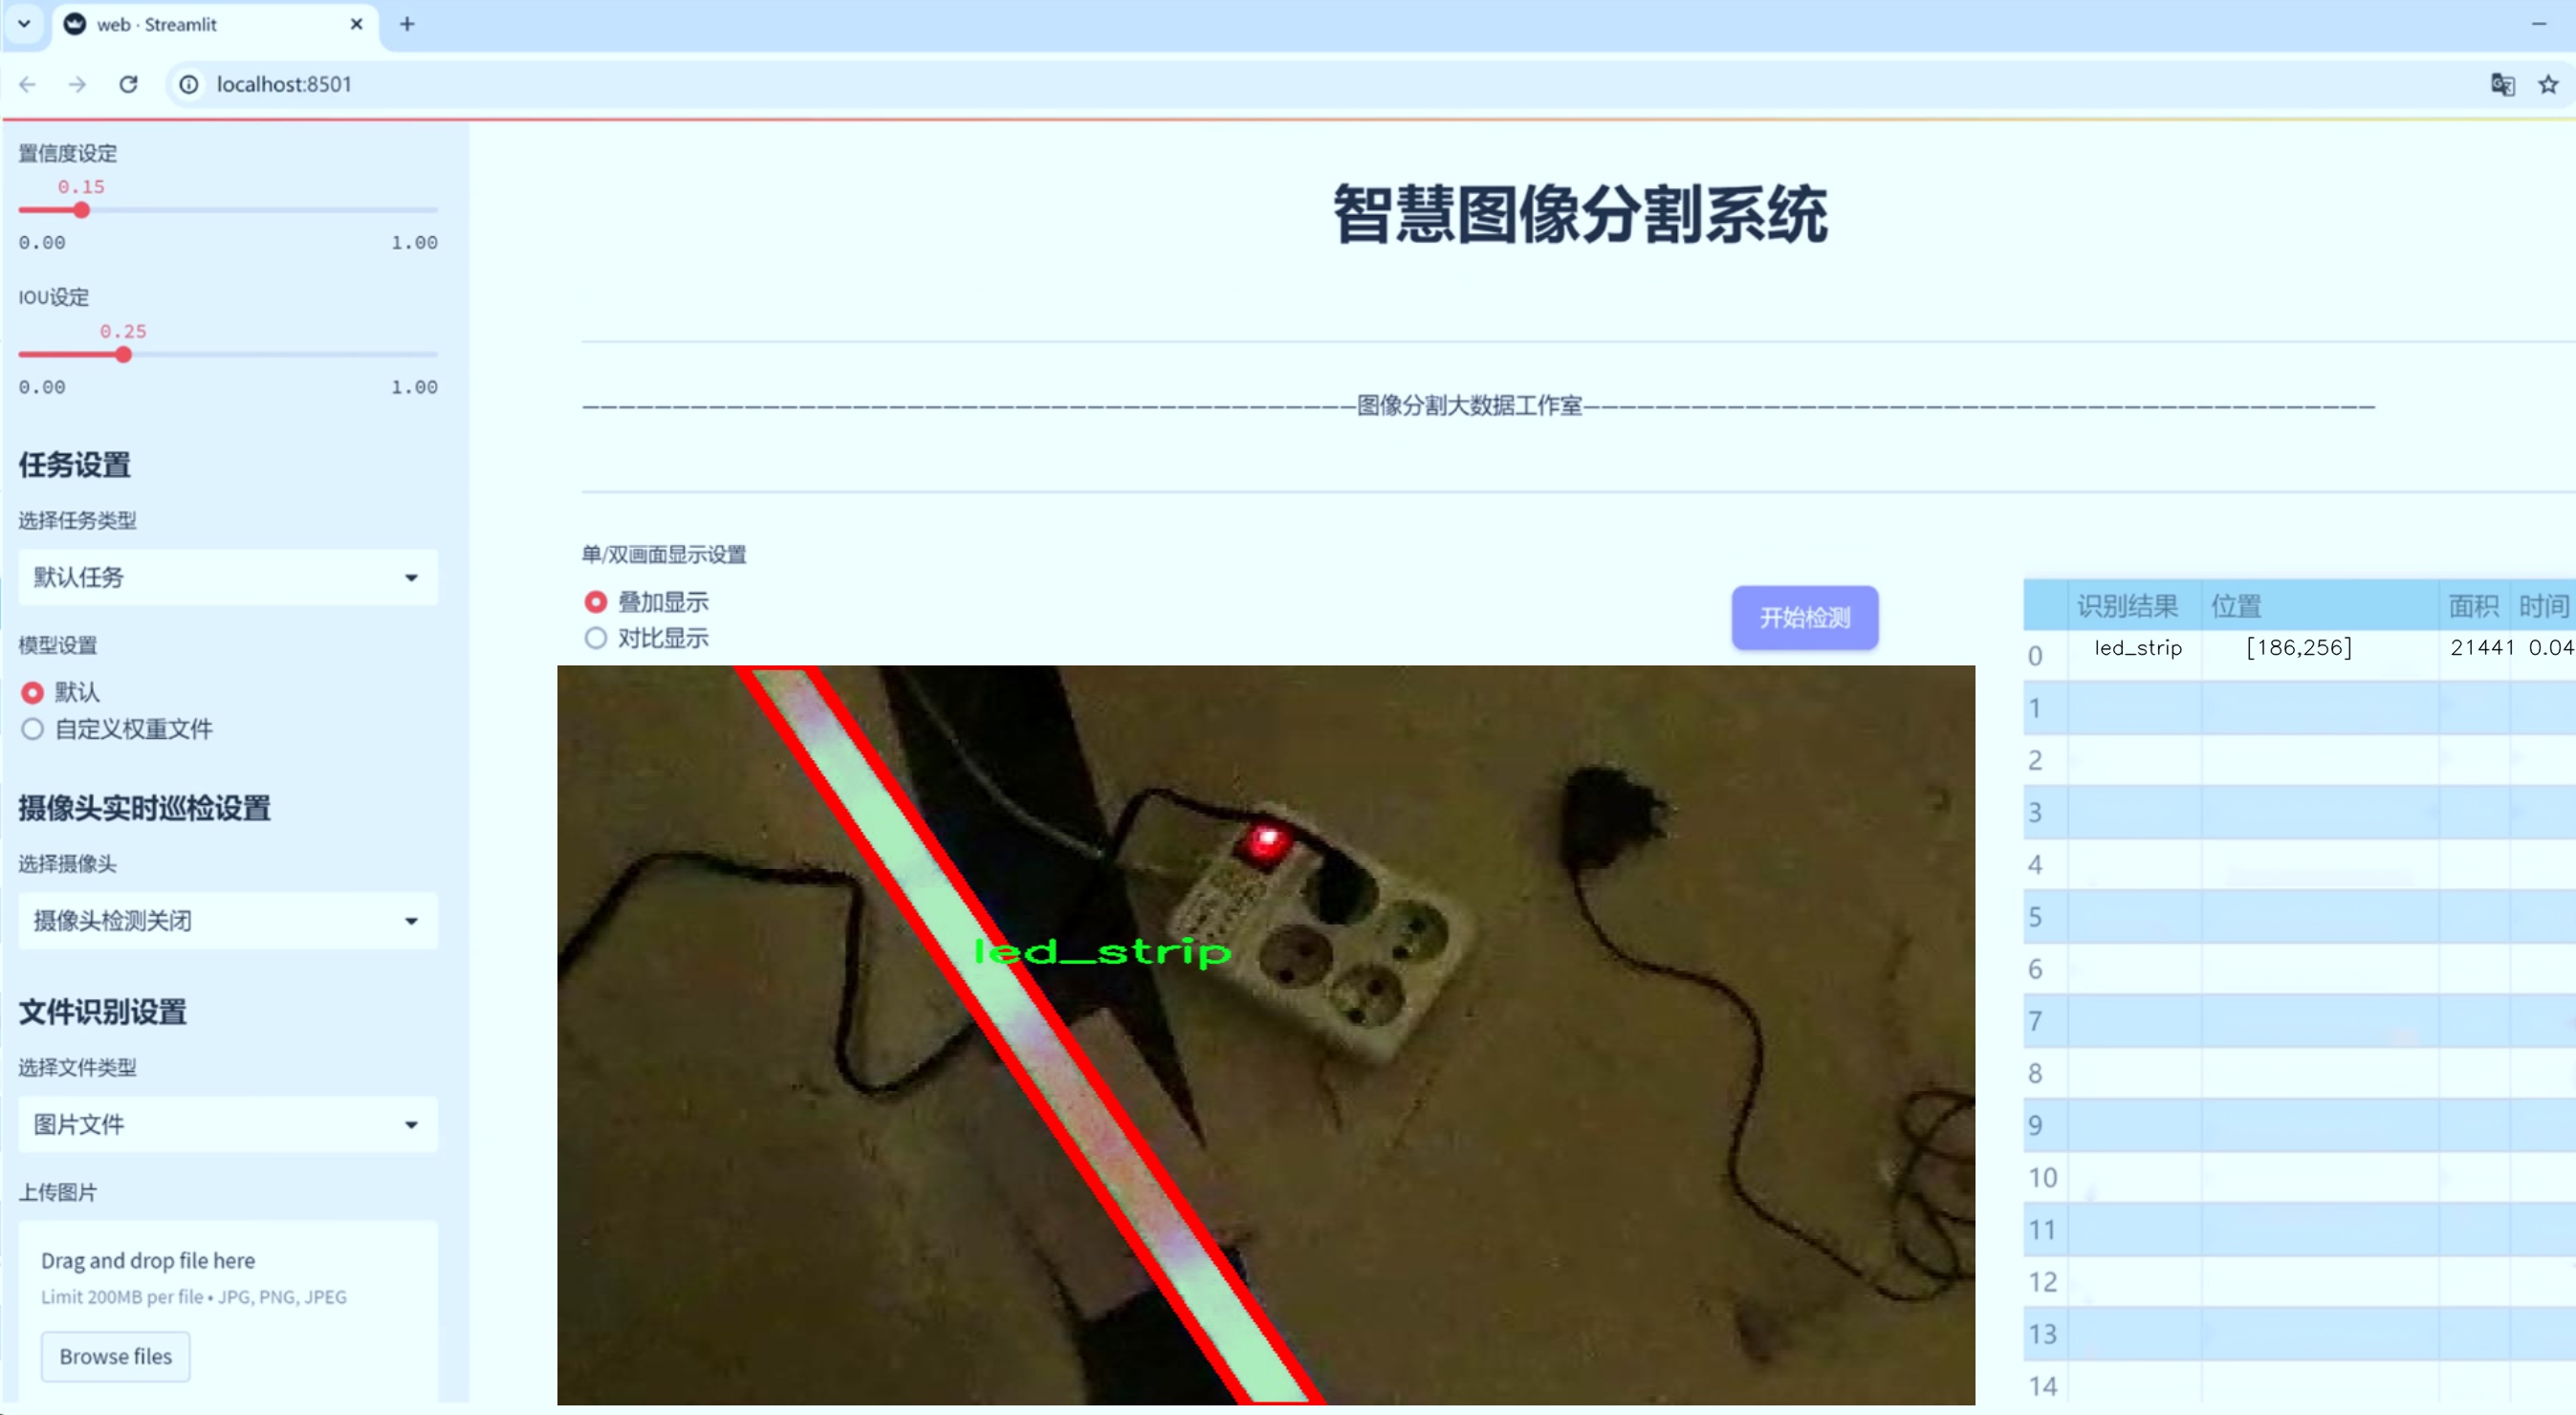 web · Streamlit
localhost:8501
置信度设定
0.15
0.00 1.00
IOU设定
0.25
0.00 1.00
任务设置
选择任务类型
默认任务
模型设置
默认
自定义权重文件
摄像头实时巡检设置
选择摄像头
摄像头检测关闭
文件识别设置
选择文件类型
图片文件
上传图片
Drag and drop file here
Limit 200MB per file • JPG, PNG, JPEG
Browse files
智慧图像分割系统
———————————————————————————————————————————图像分割大数据工作室————————————————————————————————————————————
单/双画面显示设置
叠加显示
对比显示
开始检测
led_strip
识别结果 位置 面积 时间
0 led_strip [186,256] 21441 0.04
1
2
3
4
5
6
7
8
9
10
11
12
13
14